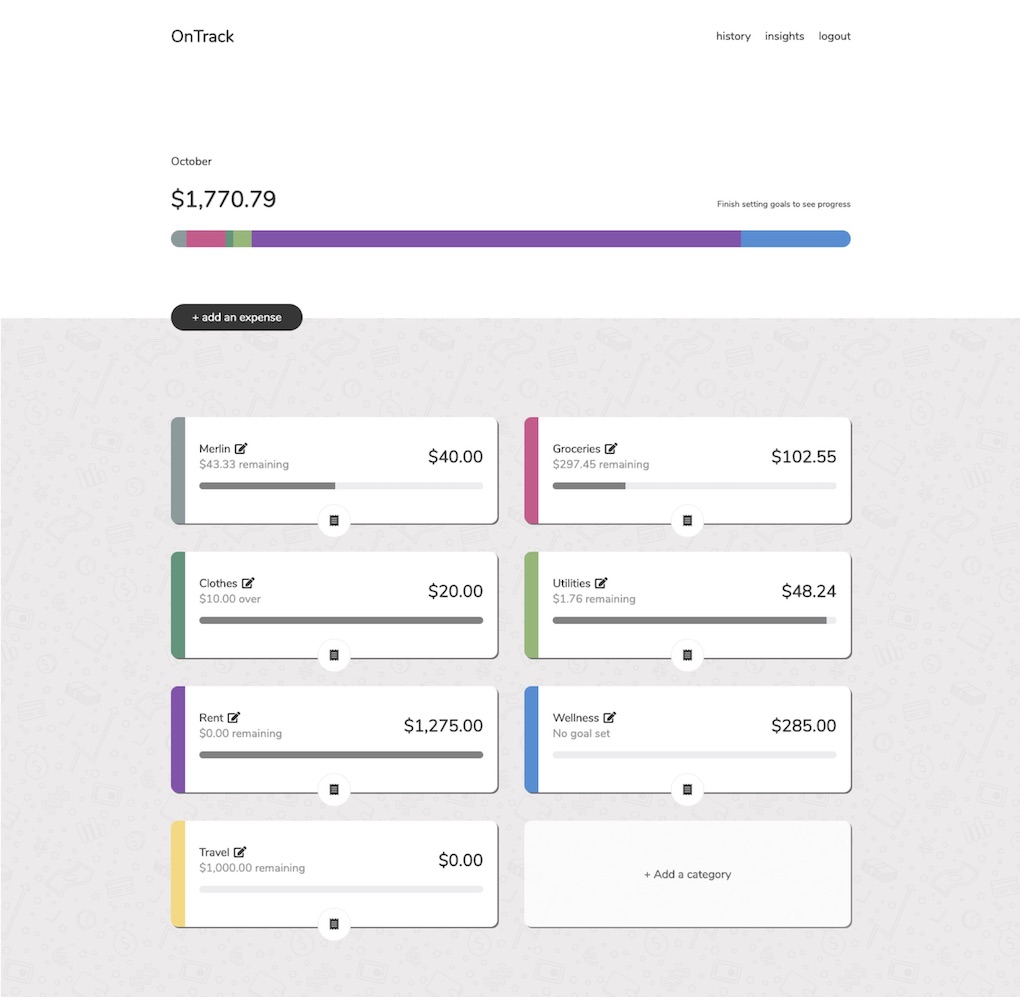 OnTrack
history insights logout
October
$1,770.79
Finish setting goals to see progress
+ add an expense
Merlin
$43.33 remaining
$40.00
Groceries
$297.45 remaining
$102.55
Clothes
$10.00 over
$20.00
Utilities
$1.76 remaining
$48.24
Rent
$0.00 remaining
$1,275.00
Wellness
No goal set
$285.00
Travel
$1,000.00 remaining
$0.00
+ Add a category